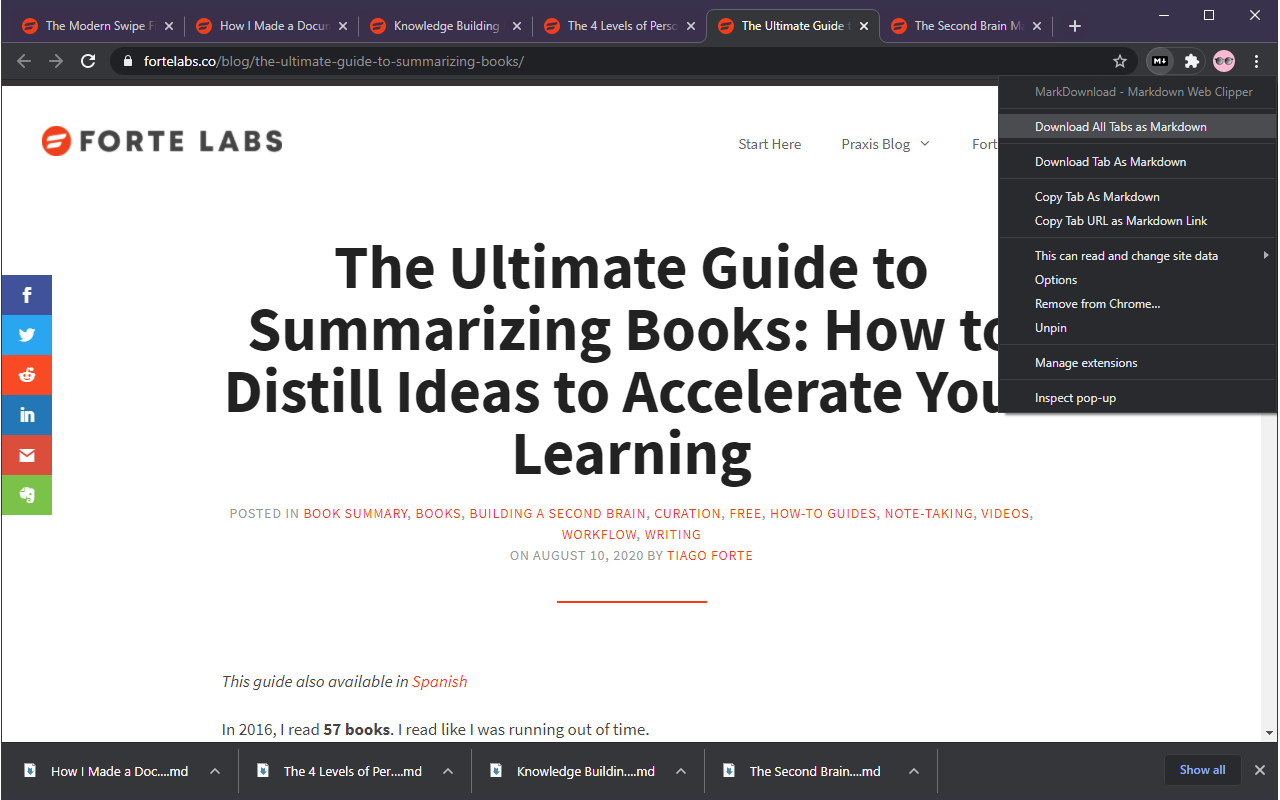 The Modern Swipe F
How I Made a Docun
Knowledge Building
The 4 Levels of Perso
The Ultimate Guide t
The Second Brain M
fortelabs.co/blog/the-ultimate-guide-to-summarizing-books/
M↓
MarkDownload - Markdown Web Clipper
Download All Tabs as Markdown
Download Tab As Markdown
Copy Tab As Markdown
Copy Tab URL as Markdown Link
This can read and change site data
Options
Remove from Chrome...
Unpin
Manage extensions
Inspect pop-up
FORTE LABS
Start Here
Praxis Blog
Fort
The Ultimate Guide to
Summarizing Books: How to
Distill Ideas to Accelerate You
Learning
POSTED IN BOOK SUMMARY, BOOKS, BUILDING A SECOND BRAIN, CURATION, FREE, HOW-TO GUIDES, NOTE-TAKING, VIDEOS,
WORKFLOW, WRITING
ON AUGUST 10, 2020 BY TIAGO FORTE
This guide also available in Spanish
In 2016, I read 57 books. I read like I was running out of time.
How I Made a Doc....md
The 4 Levels of Per....md
Knowledge Buildin....md
The Second Brain....md
Show all